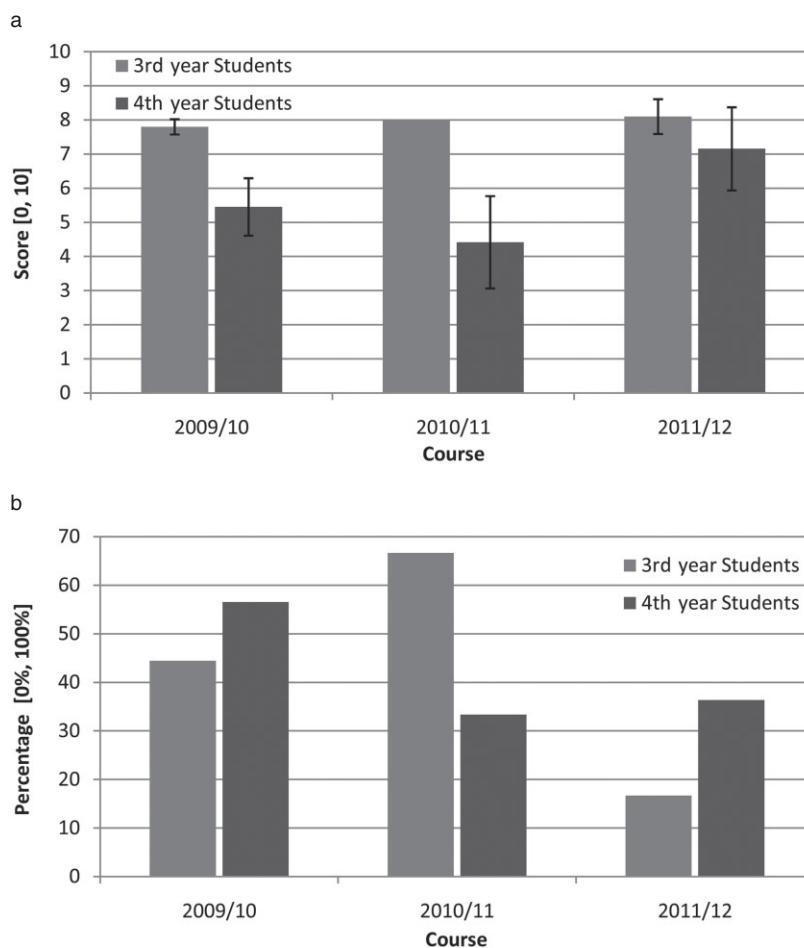 a
10
9
8
7
6
5
4
3
2
1
0
Score [0, 10]
3rd year Students
4th year Students
2009/10
2010/11
2011/12
Course
b
70
60
50
40
30
20
10
0
Percentage [0%, 100%]
3rd year Students
4th year Students
2009/10
2010/11
2011/12
Course